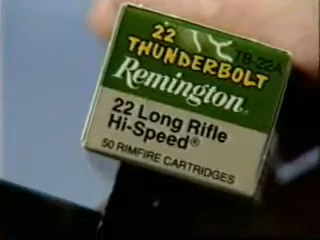 22
THUNDERBOLT
TB-22A
Remington®
22 Long Rifle
Hi-Speed®
50 RIMFIRE CARTRIDGES